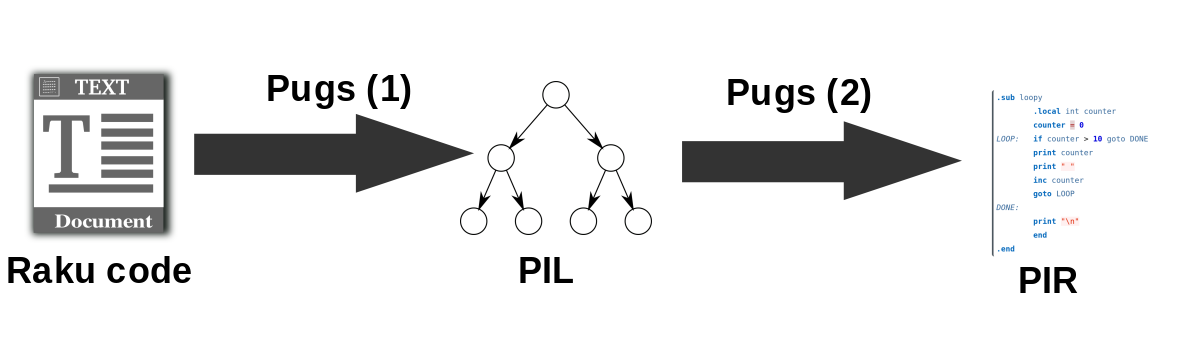 TEXT
T
Document
Raku code
Pugs (1)
PIL
Pugs (2)
.sub loopy
.local int counter
counter = 0
LOOP: if counter > 10 goto DONE
print counter
print " "
inc counter
goto LOOP
DONE:
print "\n"
end
.end
PIR